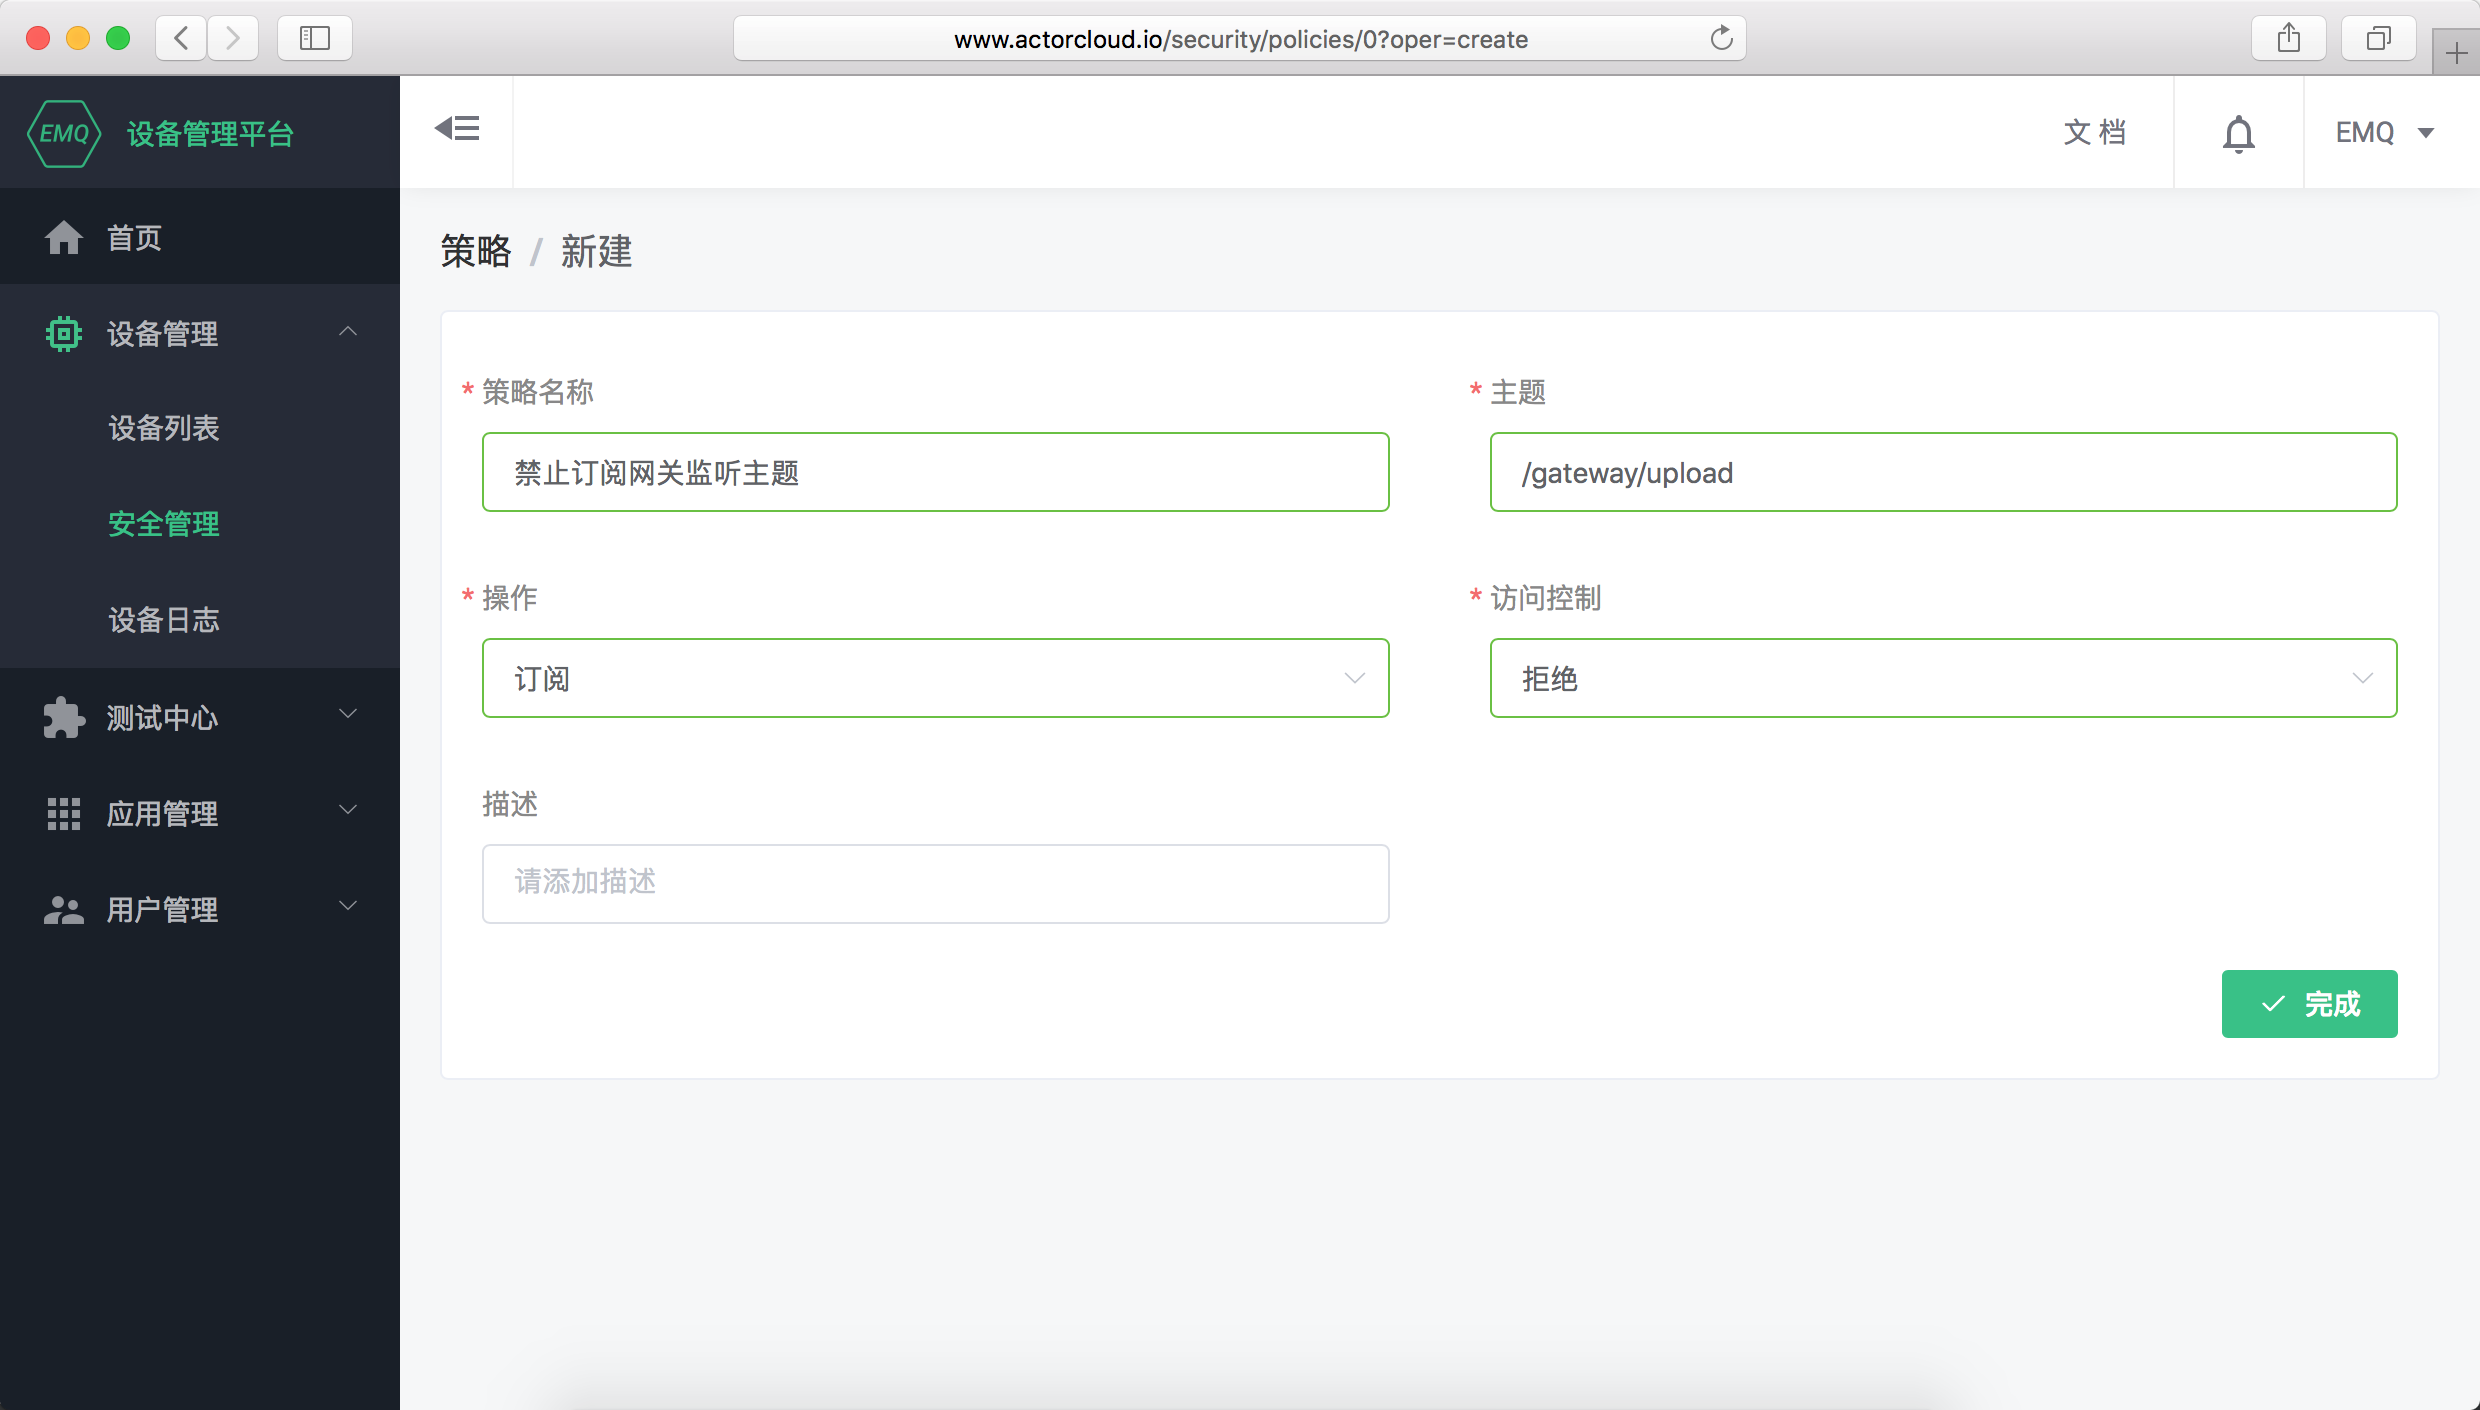 www.actorcloud.io/security/policies/0?oper=create
EMQ 设备管理平台
文档
EMQ
首页
设备管理
设备列表
安全管理
设备日志
测试中心
应用管理
用户管理
策略 / 新建
* 策略名称
禁止订阅网关监听主题
* 主题
/gateway/upload
* 操作
订阅
* 访问控制
拒绝
描述
请添加描述
完成